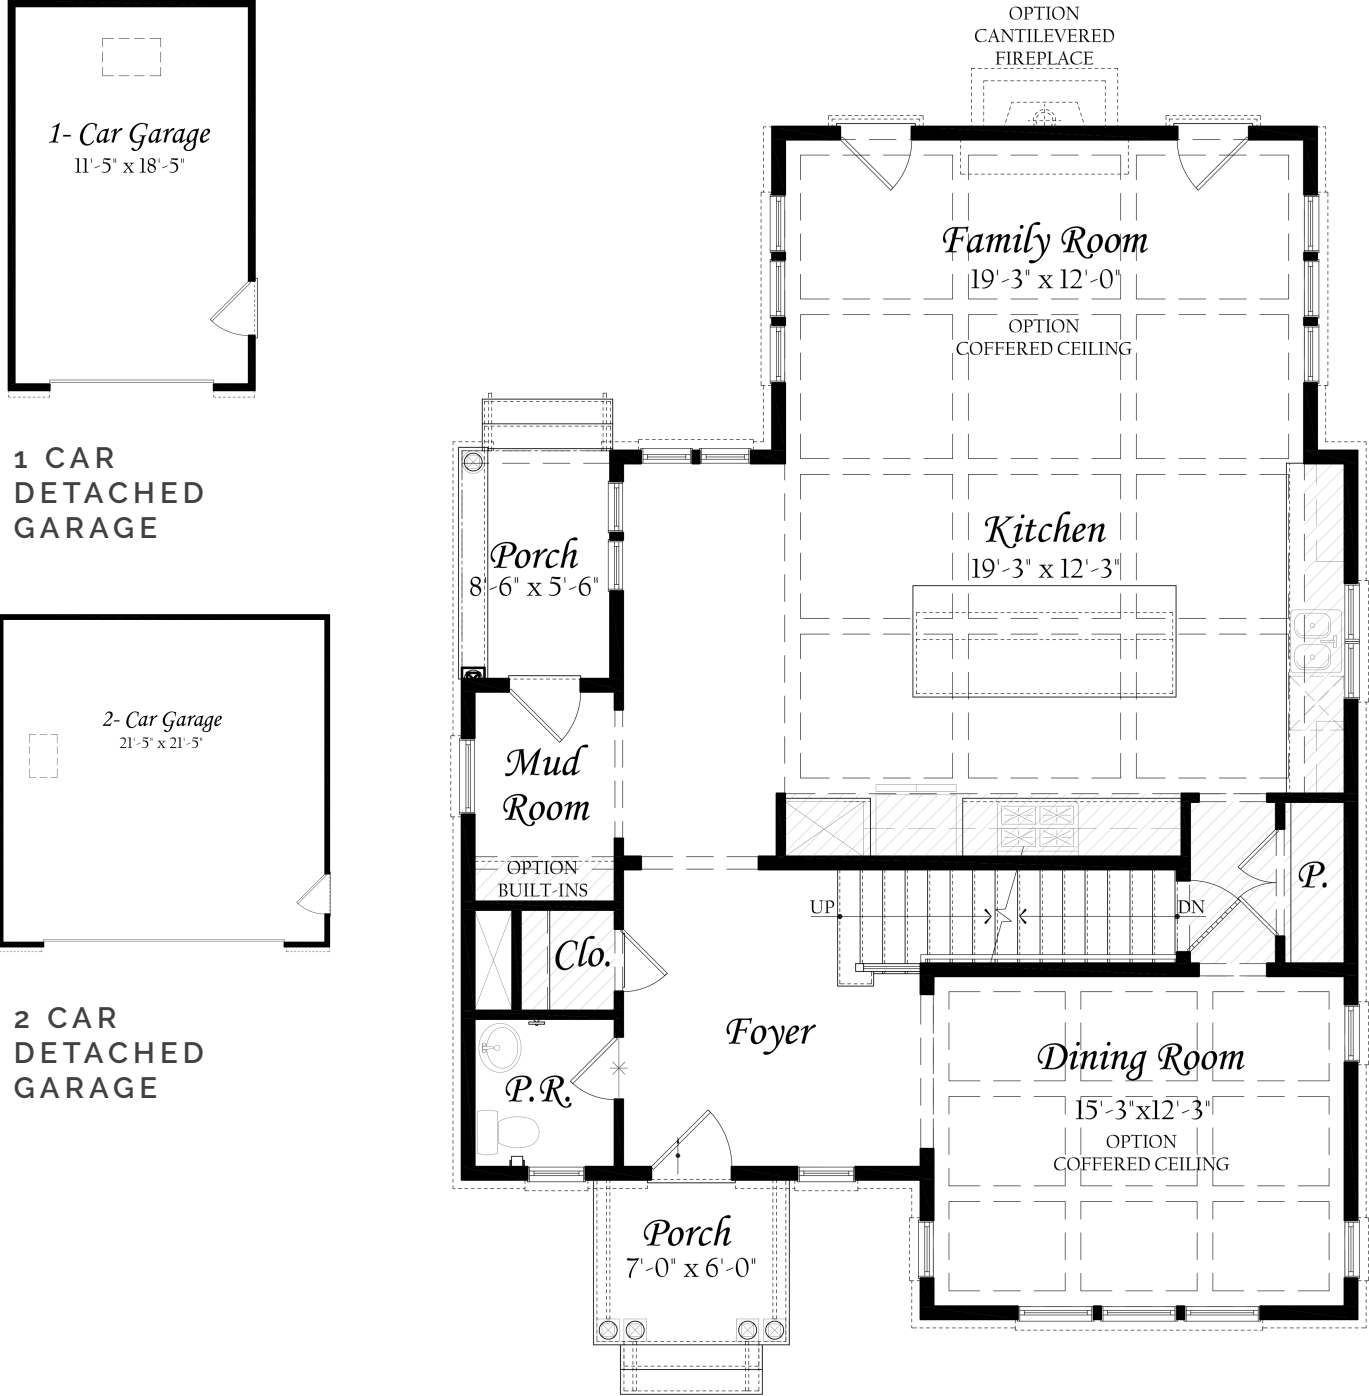 OPTION
CANTILEVERED
FIREPLACE
1- Car Garage
11'-5" x 18'-5"
1 CAR
DETACHED
GARAGE
2- Car Garage
21'-5" x 21'-5"
2 CAR
DETACHED
GARAGE
Family Room
19'-3" x 12'-0"
OPTION
COFFERED CEILING
Kitchen
19'-3" x 12'-3"
Porch
8'-6" x 5'-6"
Mud
Room
OPTION
BUILT-INS
Clo.
UP
DN
P.
Foyer
P.R.
Dining Room
15'-3"x12'-3"
OPTION
COFFERED CEILING
Porch
7'-0" x 6'-0"